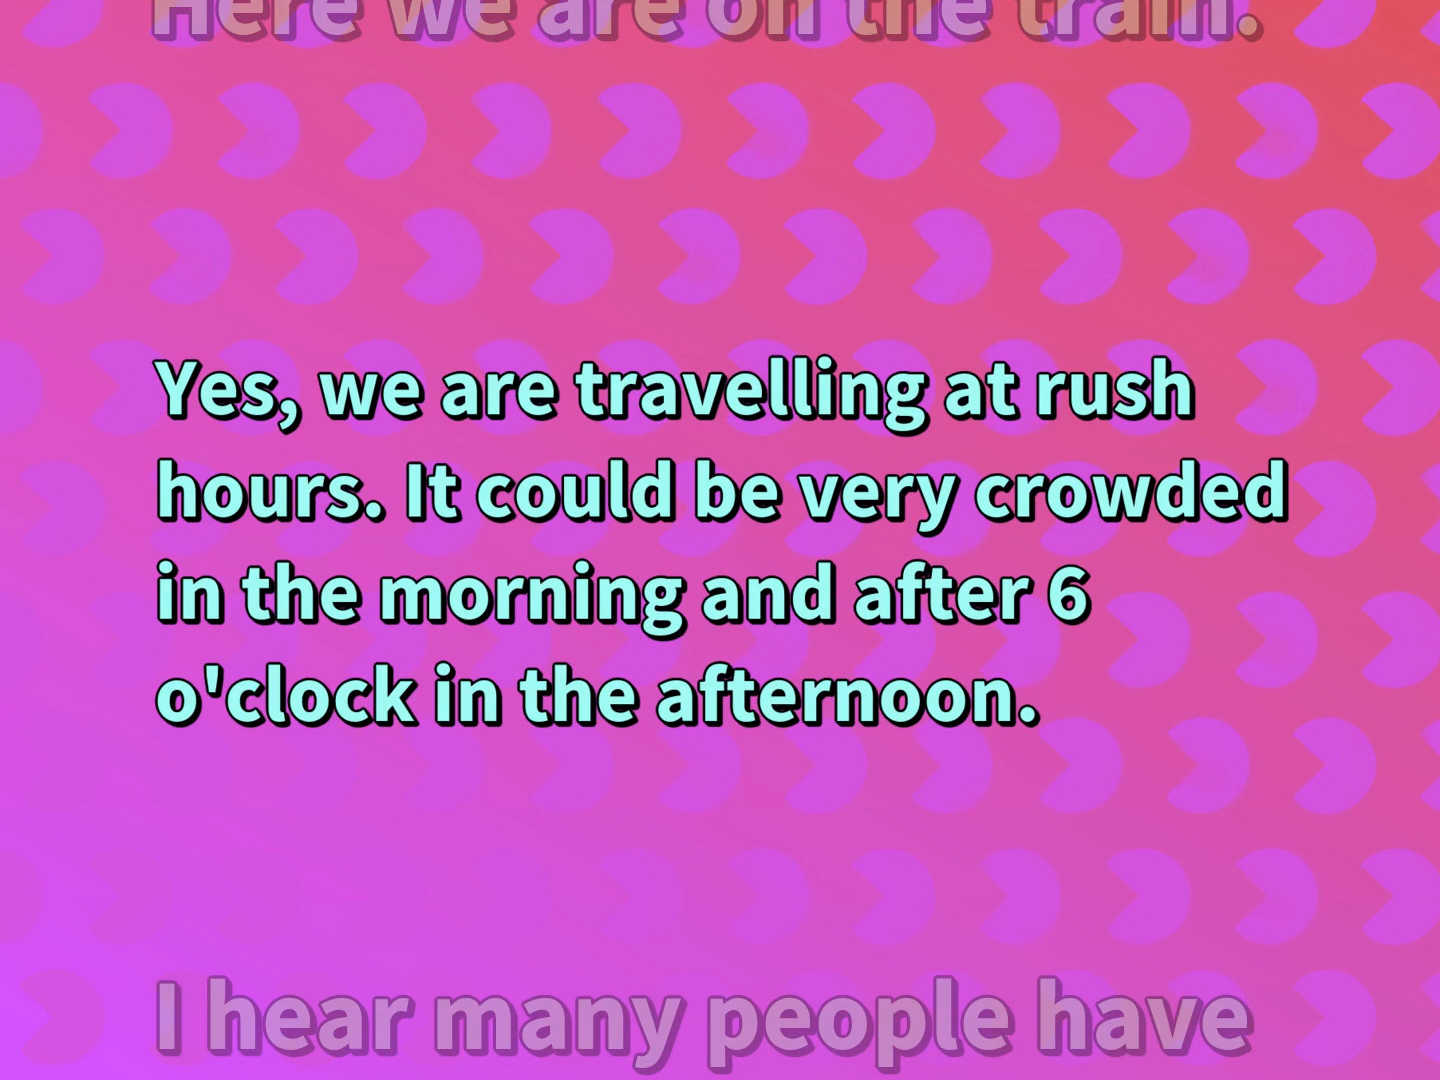 Here we are on the train.
Yes, we are travelling at rush
hours. It could be very crowded
in the morning and after 6
o'clock in the afternoon.
I hear many people have